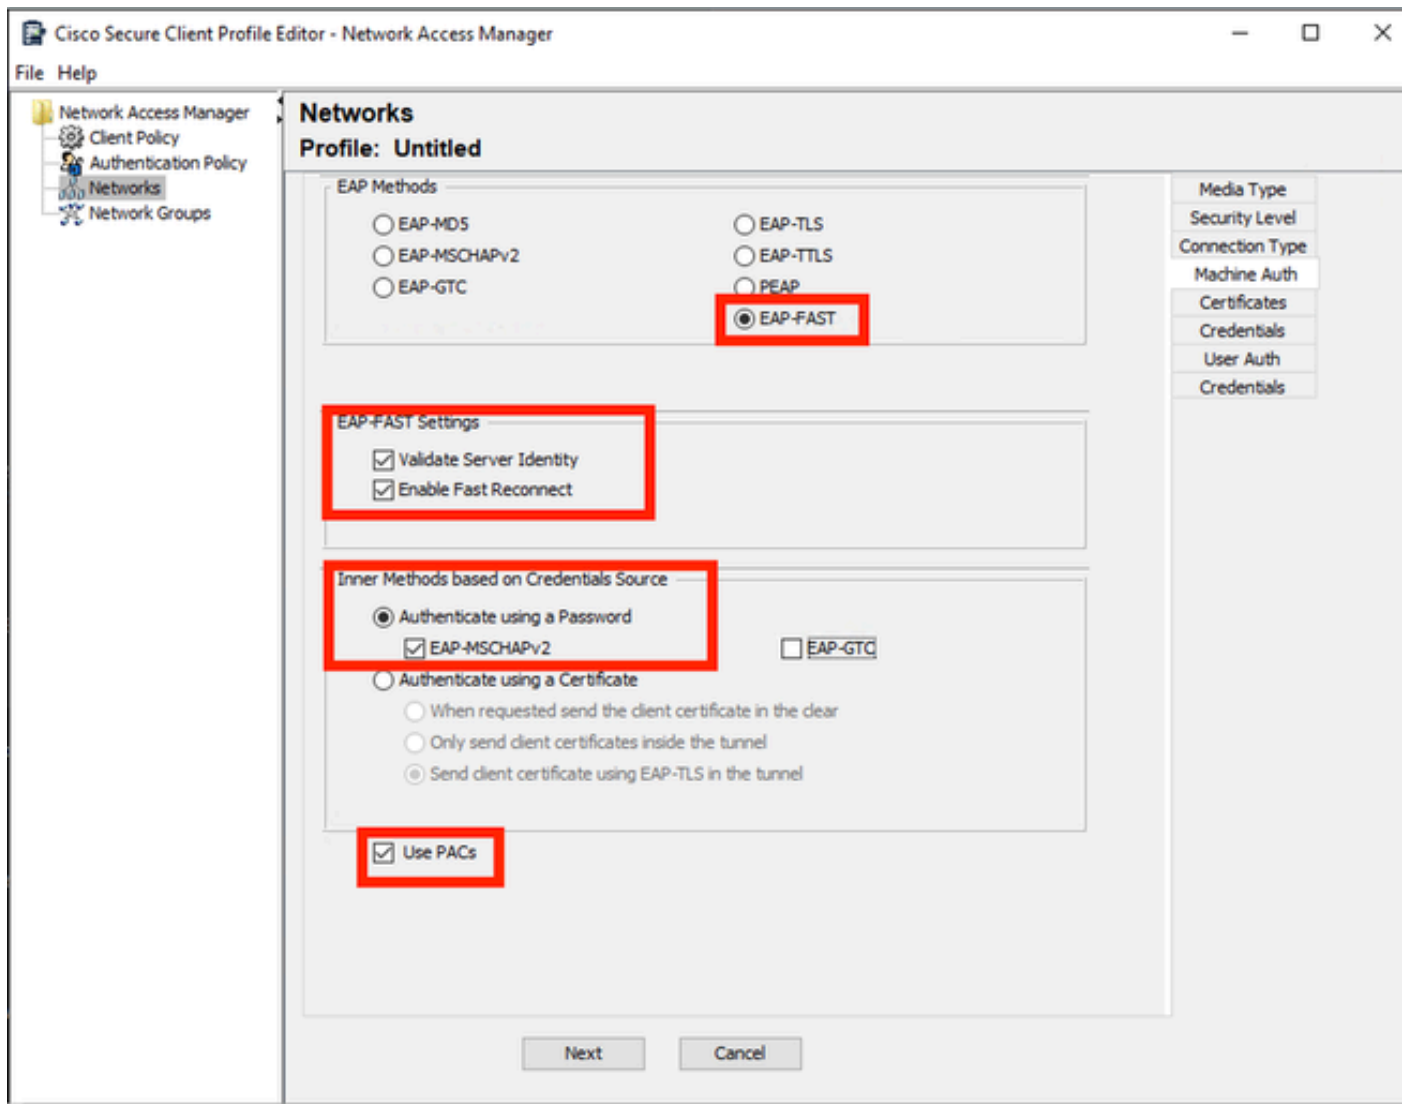 Cisco Secure Client Profile Editor - Network Access Manager
File Help
Network Access Manager
Client Policy
Authentication Policy
Networks
Network Groups
Networks
Profile: Untitled
EAP Methods
EAP-MD5
EAP-TLS
EAP-MSCHAPv2
EAP-TTLS
EAP-GTC
PEAP
EAP-FAST
EAP-FAST Settings
Validate Server Identity
Enable Fast Reconnect
Inner Methods based on Credentials Source
Authenticate using a Password
EAP-MSCHAPv2
EAP-GTC
Authenticate using a Certificate
When requested send the client certificate in the clear
Only send client certificates inside the tunnel
Send client certificate using EAP-TLS in the tunnel
Use PACs
Media Type
Security Level
Connection Type
Machine Auth
Certificates
Credentials
User Auth
Credentials
Next
Cancel